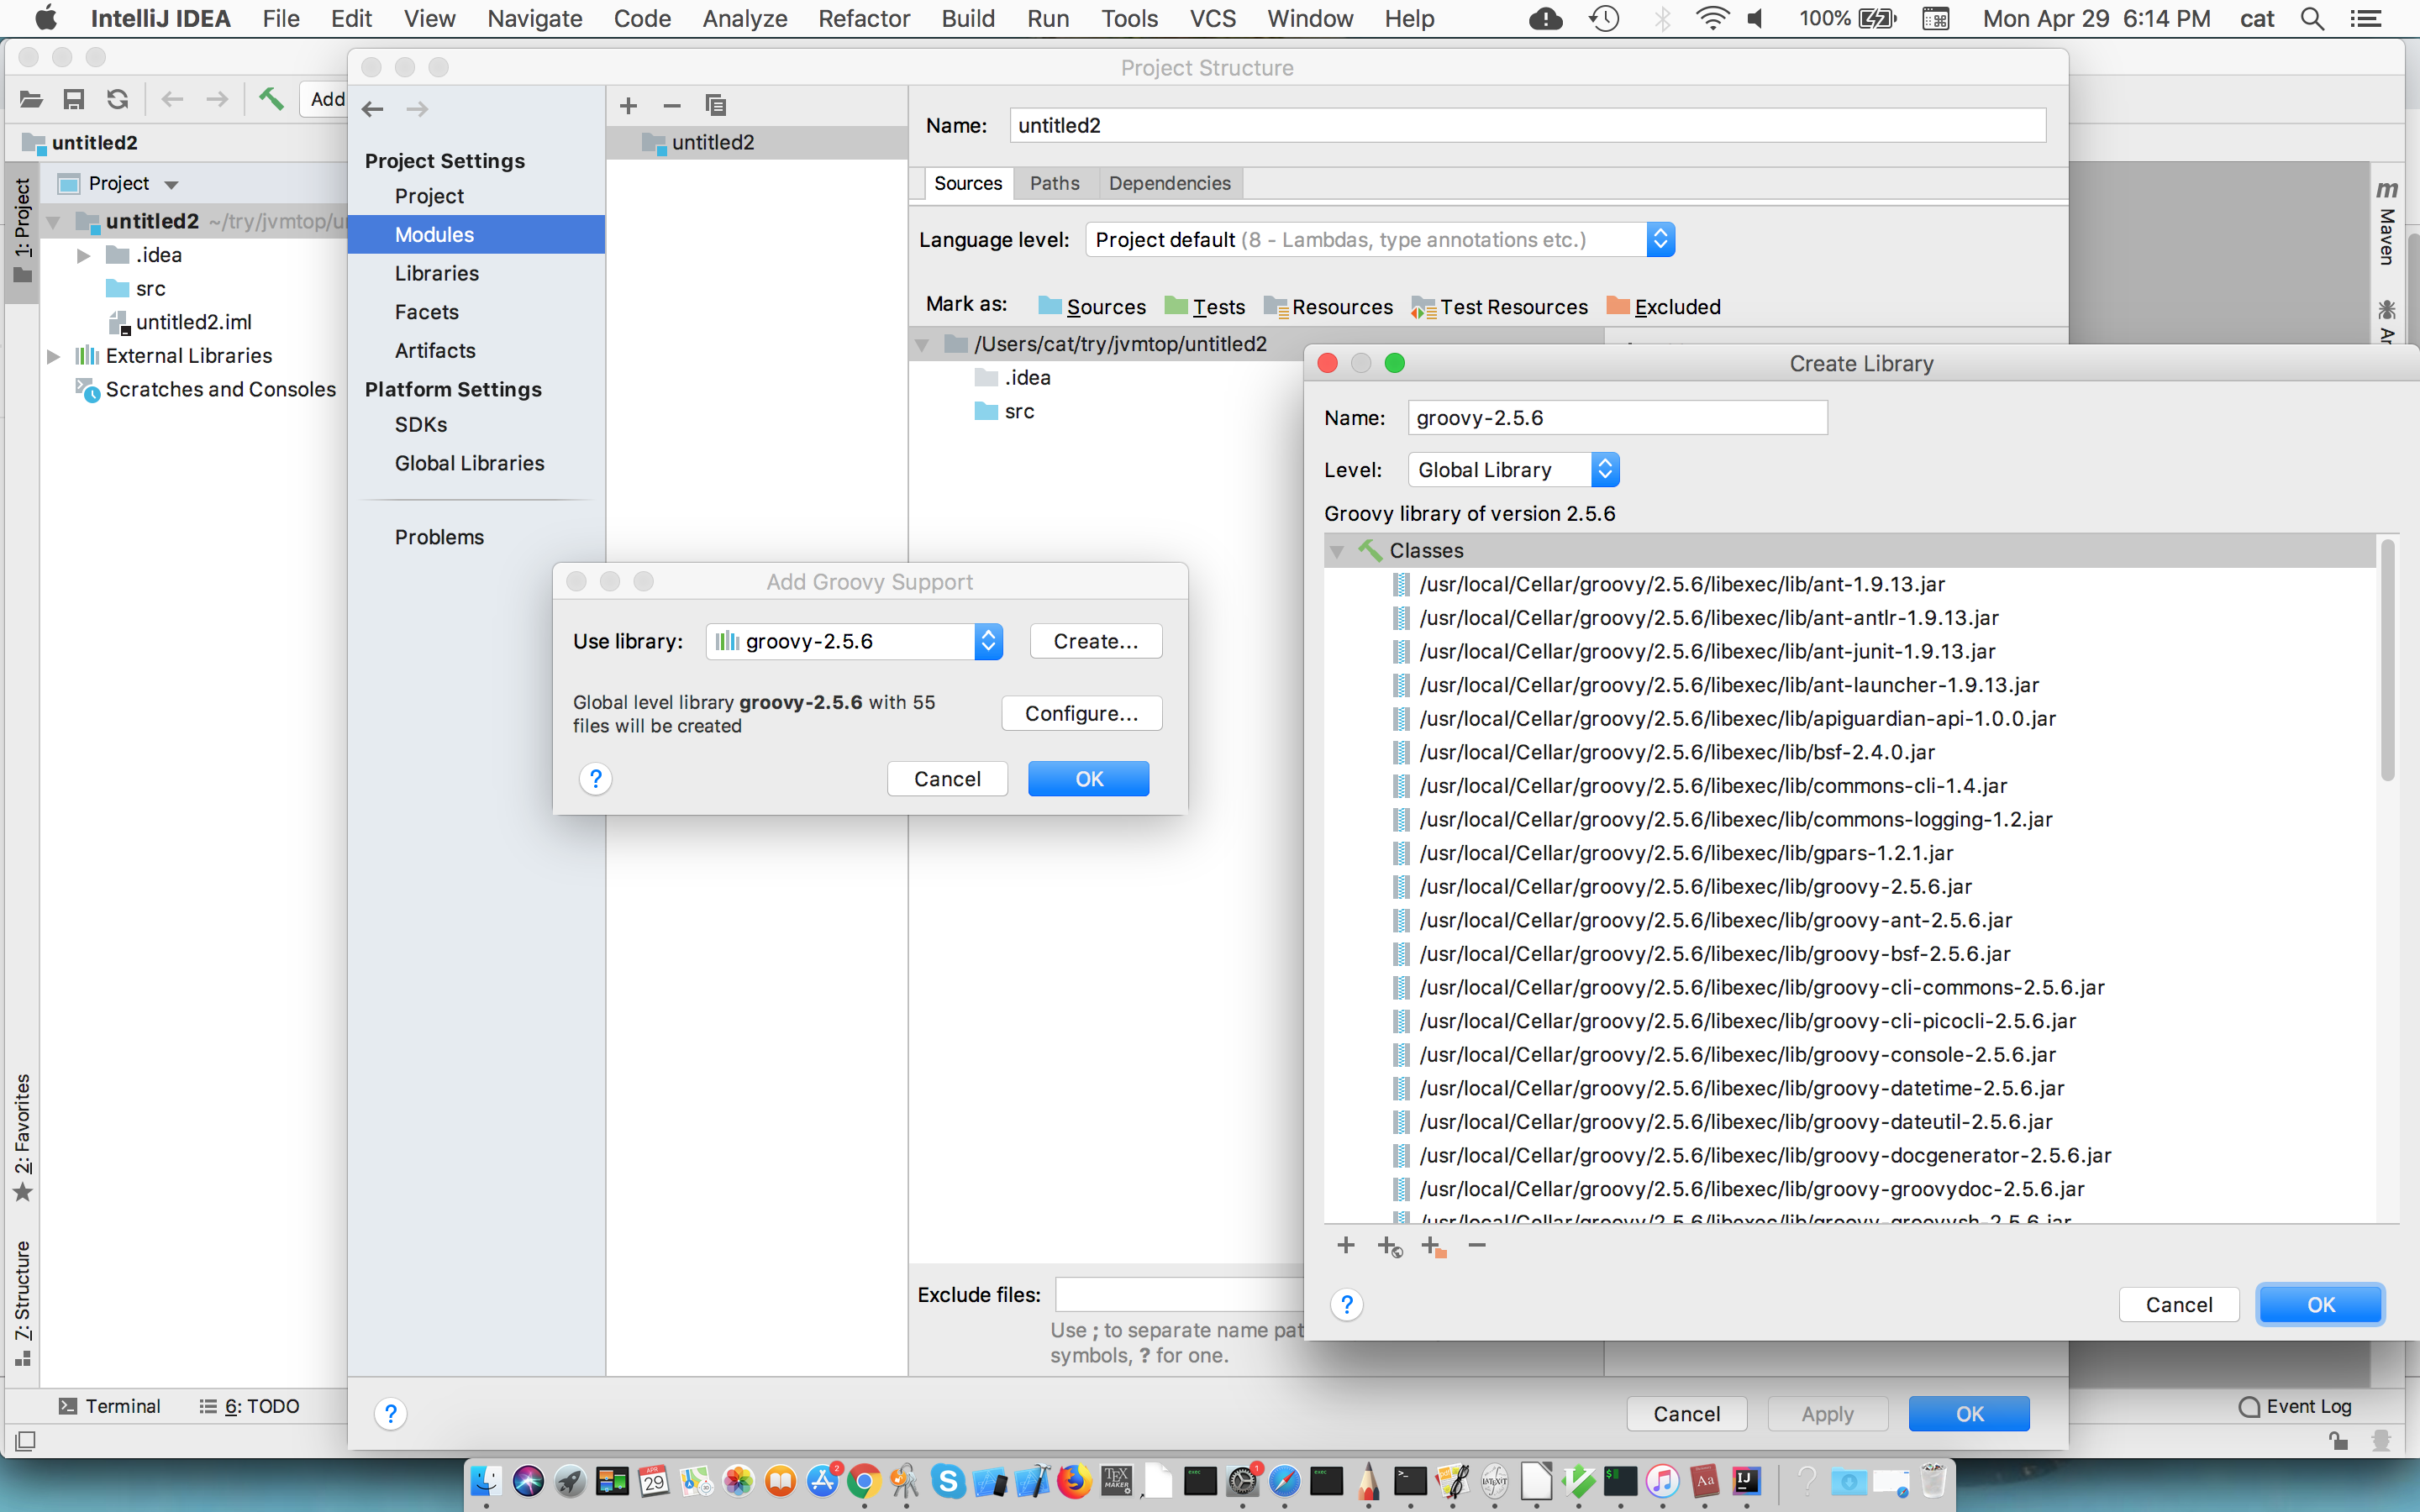 IntelliJ IDEA File Edit View Navigate Code Analyze Refactor Build Run Tools VCS Window Help 100% Mon Apr 29 6:14 PM cat
Project Structure
Add
untitled2
Project
untitled2 ~/try/jvmtop/
.idea
src
untitled2.iml
External Libraries
Scratches and Consoles
1: Project
2: Favorites
7: Structure
Project Settings
Project
Modules
Libraries
Facets
Artifacts
Platform Settings
SDKs
Global Libraries
Problems
untitled2
Name: untitled2
Sources Paths Dependencies
Language level: Project default (8 - Lambdas, type annotations etc.)
Mark as: Sources Tests Resources Test Resources Excluded
/Users/cat/try/jvmtop/untitled2
.idea
src
Maven
Add Groovy Support
Use library: groovy-2.5.6 Create...
Global level library groovy-2.5.6 with 55
files will be created
Configure...
? Cancel OK
Create Library
Name: groovy-2.5.6
Level: Global Library
Groovy library of version 2.5.6
Classes
/usr/local/Cellar/groovy/2.5.6/libexec/lib/ant-1.9.13.jar
/usr/local/Cellar/groovy/2.5.6/libexec/lib/ant-antlr-1.9.13.jar
/usr/local/Cellar/groovy/2.5.6/libexec/lib/ant-junit-1.9.13.jar
/usr/local/Cellar/groovy/2.5.6/libexec/lib/ant-launcher-1.9.13.jar
/usr/local/Cellar/groovy/2.5.6/libexec/lib/apiguardian-api-1.0.0.jar
/usr/local/Cellar/groovy/2.5.6/libexec/lib/bsf-2.4.0.jar
/usr/local/Cellar/groovy/2.5.6/libexec/lib/commons-cli-1.4.jar
/usr/local/Cellar/groovy/2.5.6/libexec/lib/commons-logging-1.2.jar
/usr/local/Cellar/groovy/2.5.6/libexec/lib/gpars-1.2.1.jar
/usr/local/Cellar/groovy/2.5.6/libexec/lib/groovy-2.5.6.jar
/usr/local/Cellar/groovy/2.5.6/libexec/lib/groovy-ant-2.5.6.jar
/usr/local/Cellar/groovy/2.5.6/libexec/lib/groovy-bsf-2.5.6.jar
/usr/local/Cellar/groovy/2.5.6/libexec/lib/groovy-cli-commons-2.5.6.jar
/usr/local/Cellar/groovy/2.5.6/libexec/lib/groovy-cli-picocli-2.5.6.jar
/usr/local/Cellar/groovy/2.5.6/libexec/lib/groovy-console-2.5.6.jar
/usr/local/Cellar/groovy/2.5.6/libexec/lib/groovy-datetime-2.5.6.jar
/usr/local/Cellar/groovy/2.5.6/libexec/lib/groovy-dateutil-2.5.6.jar
/usr/local/Cellar/groovy/2.5.6/libexec/lib/groovy-docgenerator-2.5.6.jar
/usr/local/Cellar/groovy/2.5.6/libexec/lib/groovy-groovydoc-2.5.6.jar
/usr/local/Cellar/groovy/2.5.6/libexec/lib/groovy-groovysh-2.5.6.jar
? Cancel OK
Exclude files:
Use ; to separate name pat
symbols, ? for one.
? Cancel Apply OK
Terminal 6: TODO Event Log